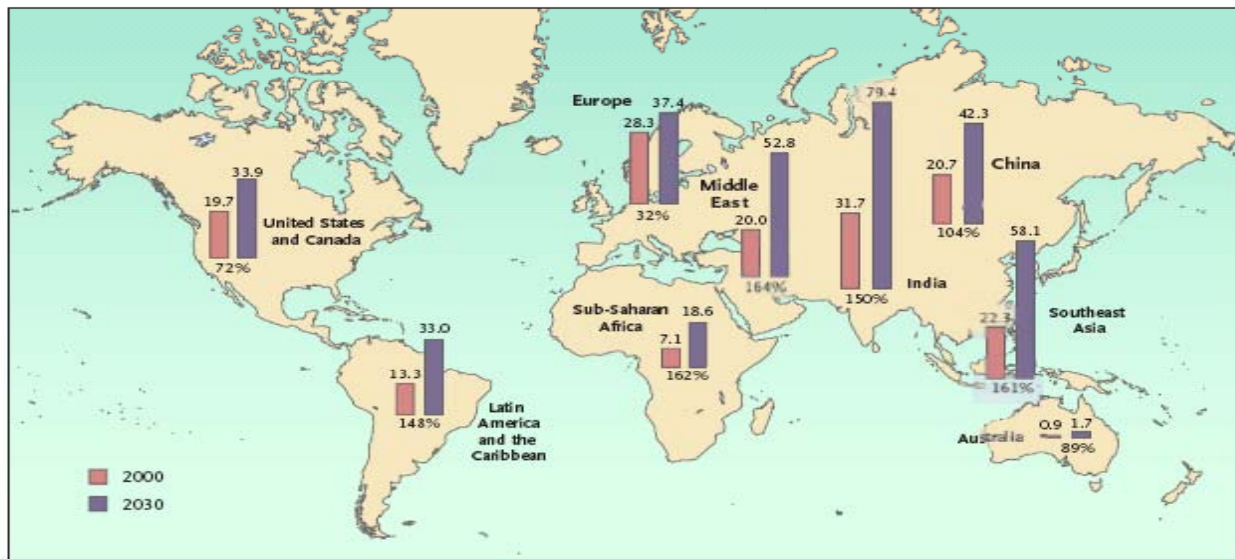 Europe
28.3
37.4
32%
79.4
31.7
150%
India
42.3
20.7
China
104%
52.8
Middle
East
20.0
164%
33.9
19.7
United States
and Canada
72%
58.1
22.3
Southeast
Asia
161%
Sub-Saharan
Africa
18.6
7.1
162%
33.0
13.3
148%
Latin
America
and the
Caribbean
0.9
1.7
Australia
89%
2000
2030